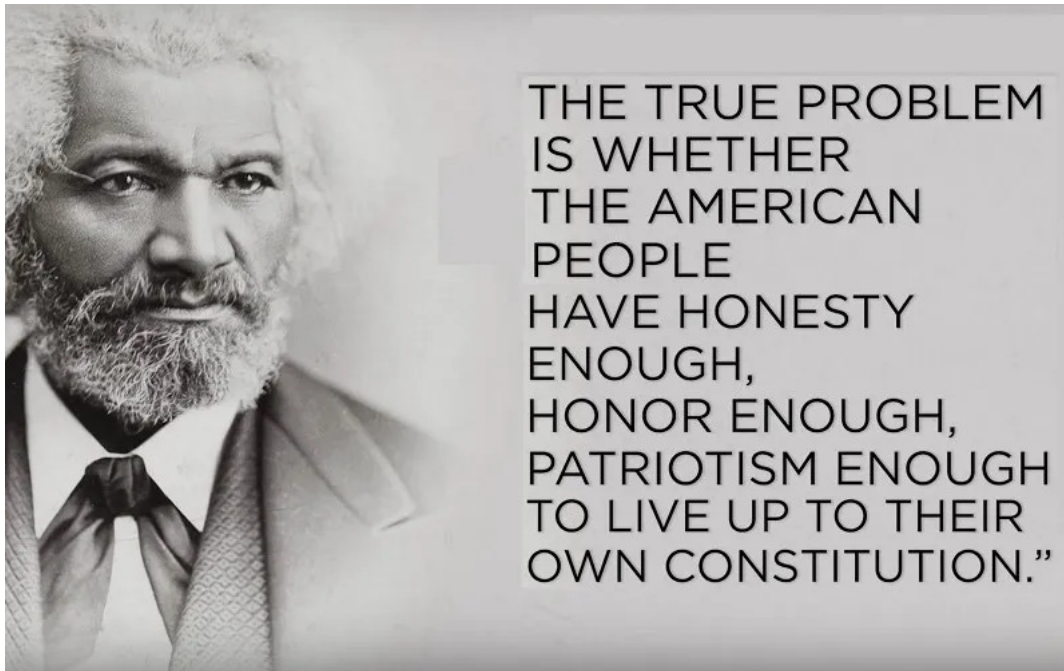 THE TRUE PROBLEM
IS WHETHER
THE AMERICAN
PEOPLE
HAVE HONESTY
ENOUGH,
HONOR ENOUGH,
PATRIOTISM ENOUGH
TO LIVE UP TO THEIR
OWN CONSTITUTION.”